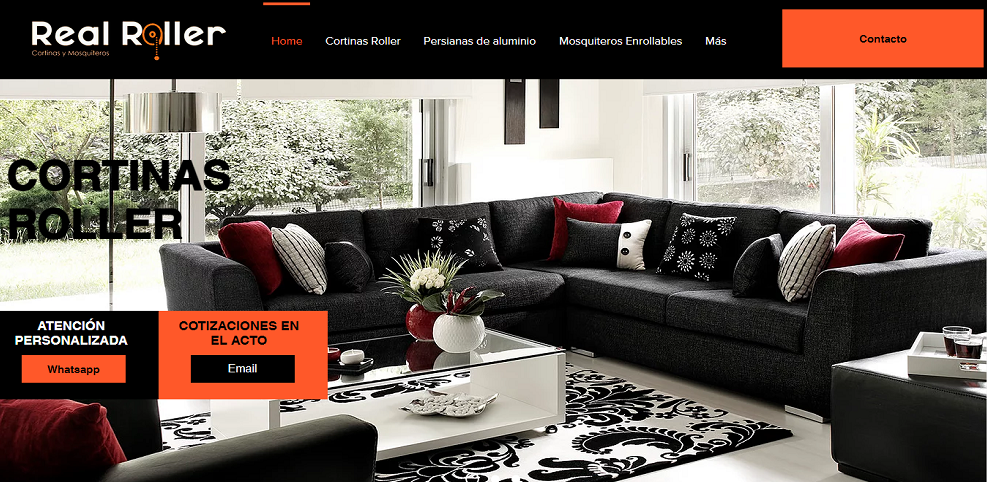 Real Roller
Cortinas y Mosquiteros
Home
Cortinas Roller
Persianas de aluminio
Mosquiteros Enrollables
Más
Contacto
CORTINAS
ROLLER
ATENCIÓN
PERSONALIZADA
Whatsapp
COTIZACIONES EN
EL ACTO
Email